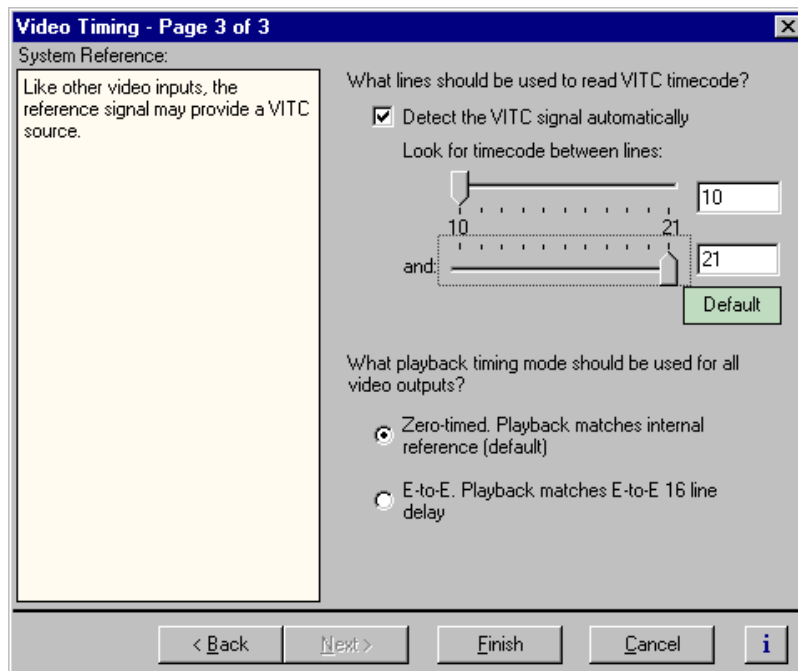 Video Timing - Page 3 of 3
System Reference:
Like other video inputs, the
reference signal may provide a VITC
source.
What lines should be used to read VITC timecode?
Detect the VITC signal automatically
Look for timecode between lines:
10
10 21
and:
21
Default
What playback timing mode should be used for all
video outputs?
Zero-timed. Playback matches internal
reference (default)
E-to-E. Playback matches E-to-E 16 line
delay
< Back
Next >
Finish
Cancel
i